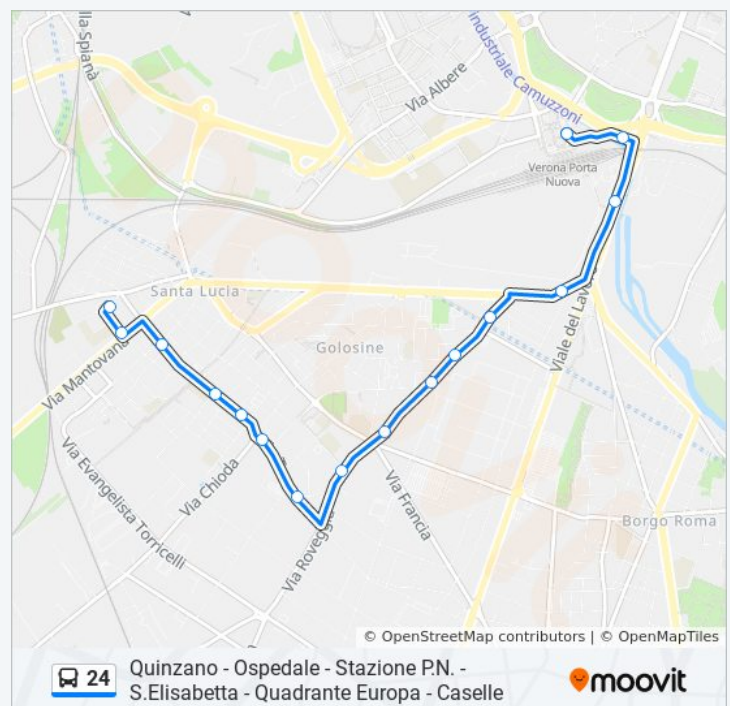 lla Spianà
Industriale Camuzzoni
Via Albere
Verona Porta
Nuova
Santa Lucia
Golosine
Viale del Lavoro
Via Mantovana
Via Chioda
Via Evangelista Torricelli
Via Francia
Via Roveggia
Borgo Roma
© OpenStreetMap contributors | © OpenMapTiles
24
Quinzano - Ospedale - Stazione P.N. -
S.Elisabetta - Quadrante Europa - Caselle
moovit